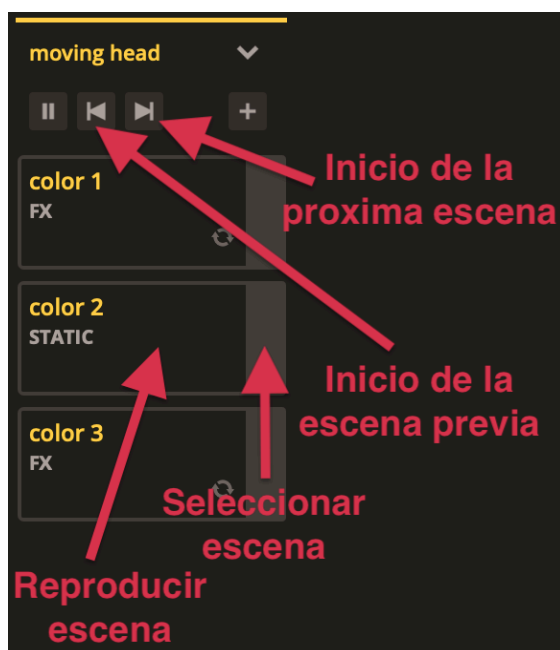 moving head
Inicio de la
proxima escena
color 1
FX
color 2
STATIC
Inicio de la
escena previa
color 3
FX
Seleccionar
escena
Reproducir
escena